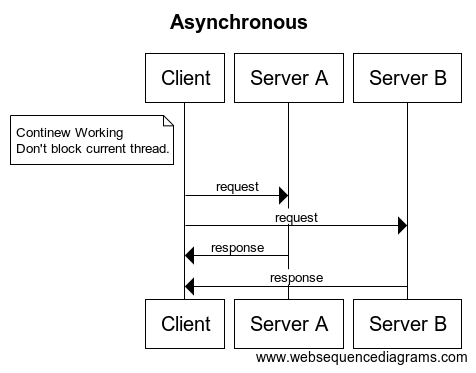 Asynchronous
Client
Server A
Server B
Continew Working
Don't block current thread.
request
request
response
response
Client
Server A
Server B
www.websequencediagrams.com